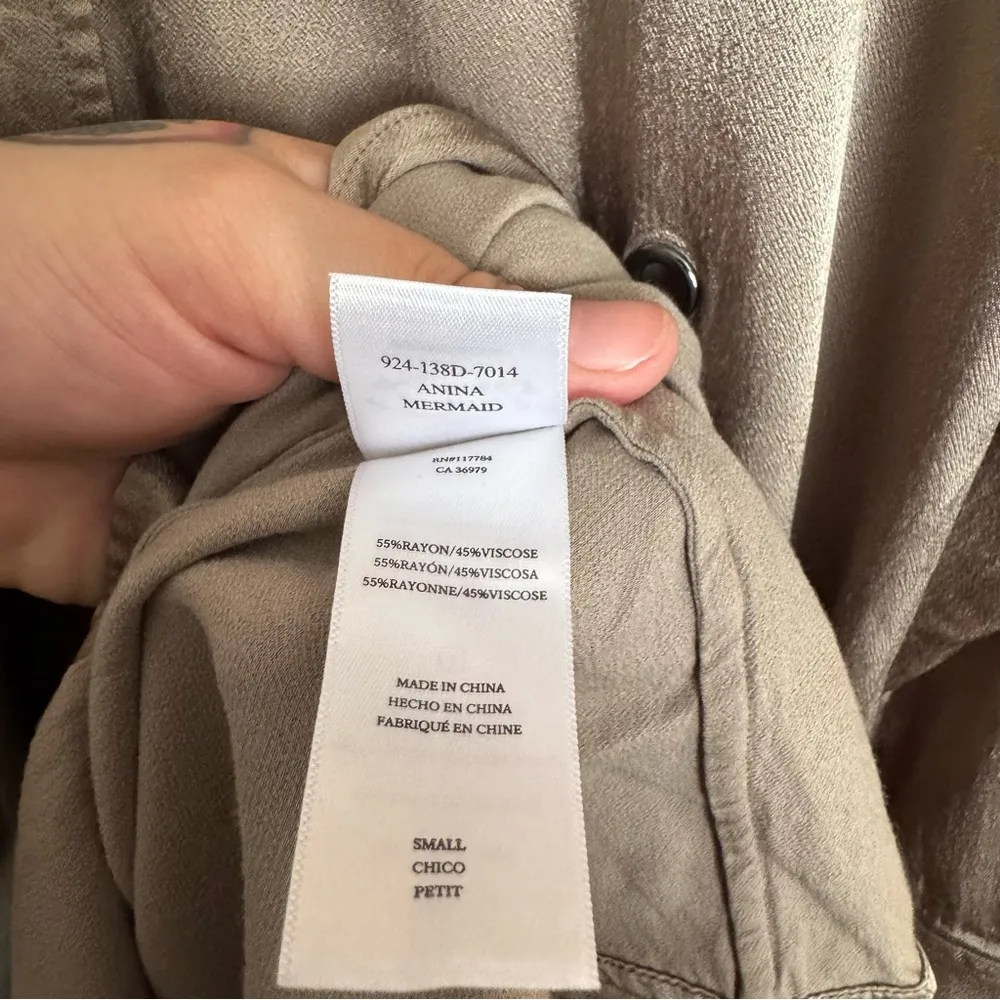 924-138D-7014
ANINA
MERMAID
RN#117784
CA 36979
55%RAYON/45%VISCOSE
55%RAYÓN/45%VISCOSA
55%RAYONNE/45%VISCOSE
MADE IN CHINA
HECHO EN CHINA
FABRIQUÉ EN CHINE
SMALL
CHICO
PETIT